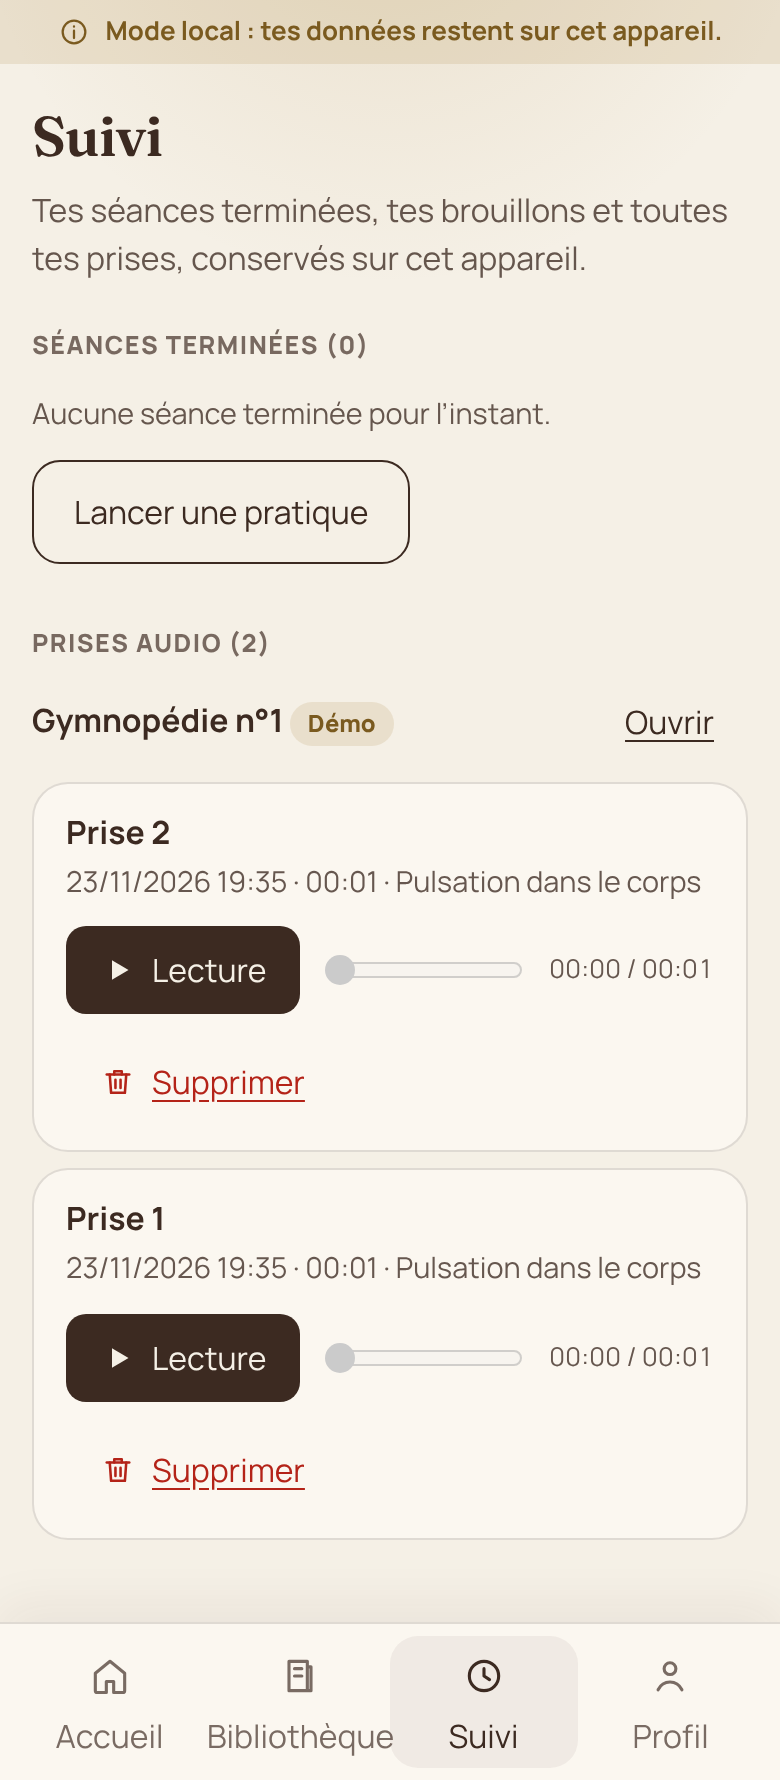 Mode local : tes données restent sur cet appareil.
Suivi
Tes séances terminées, tes brouillons et toutes
tes prises, conservés sur cet appareil.
SÉANCES TERMINÉES (0)
Aucune séance terminée pour l’instant.
Lancer une pratique
PRISES AUDIO (2)
Gymnopédie n°1 Démo Ouvrir
Prise 2
23/11/2026 19:35 · 00:01 · Pulsation dans le corps
Lecture 00:00 / 00:01
Supprimer
Prise 1
23/11/2026 19:35 · 00:01 · Pulsation dans le corps
Lecture 00:00 / 00:01
Supprimer
Accueil Bibliothèque Suivi Profil